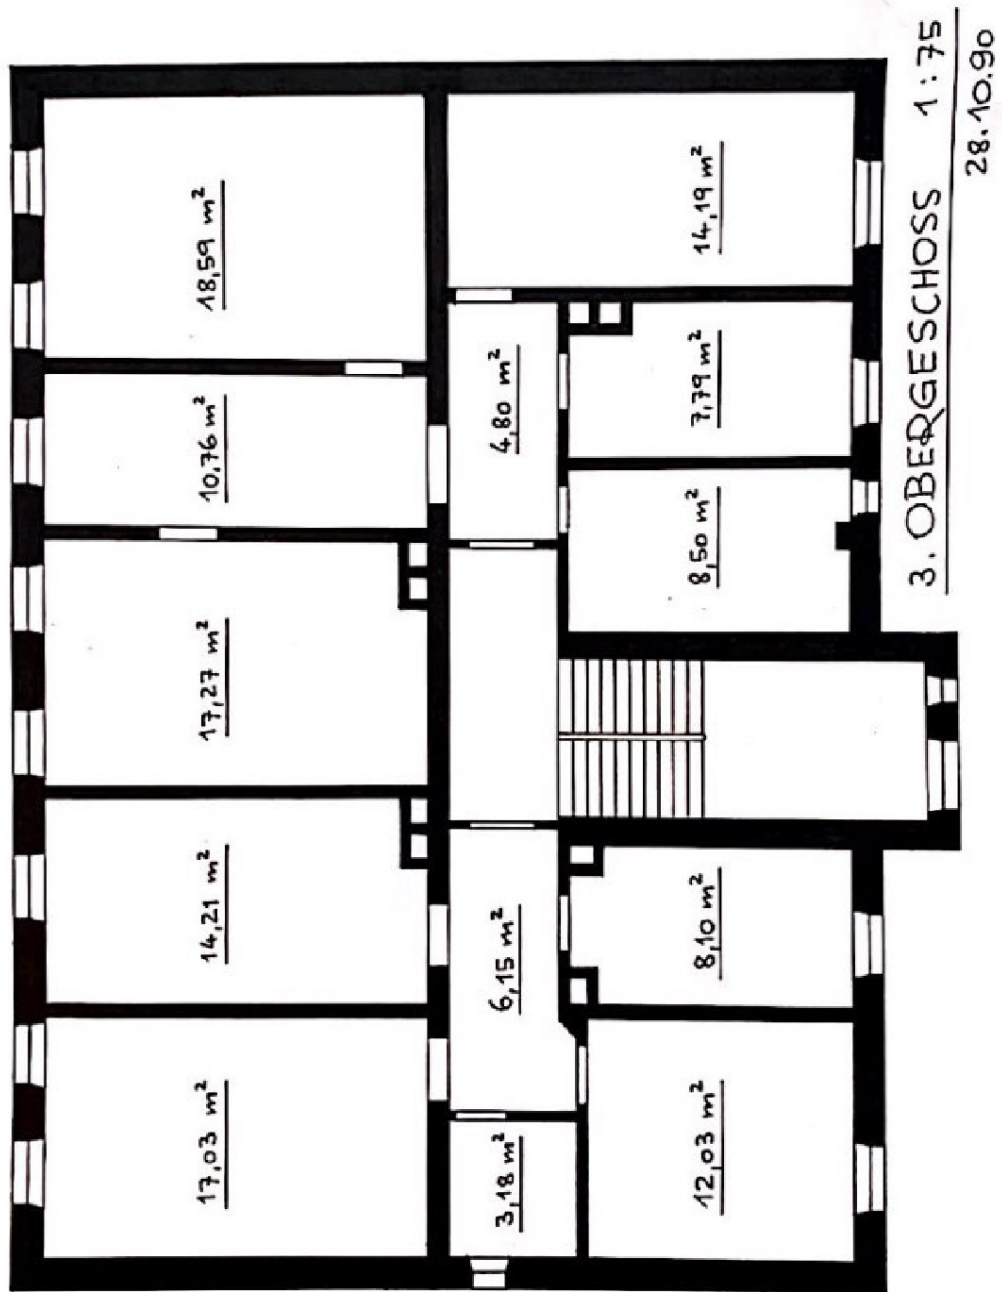 17,03 m²
14,21 m²
17,27 m²
10,76 m²
18,59 m²
3,18 m²
6,15 m²
4,80 m²
12,03 m²
8,10 m²
8,50 m²
7,79 m²
14,19 m²
3. OBERGESCHOSS 1:75
28.10.90